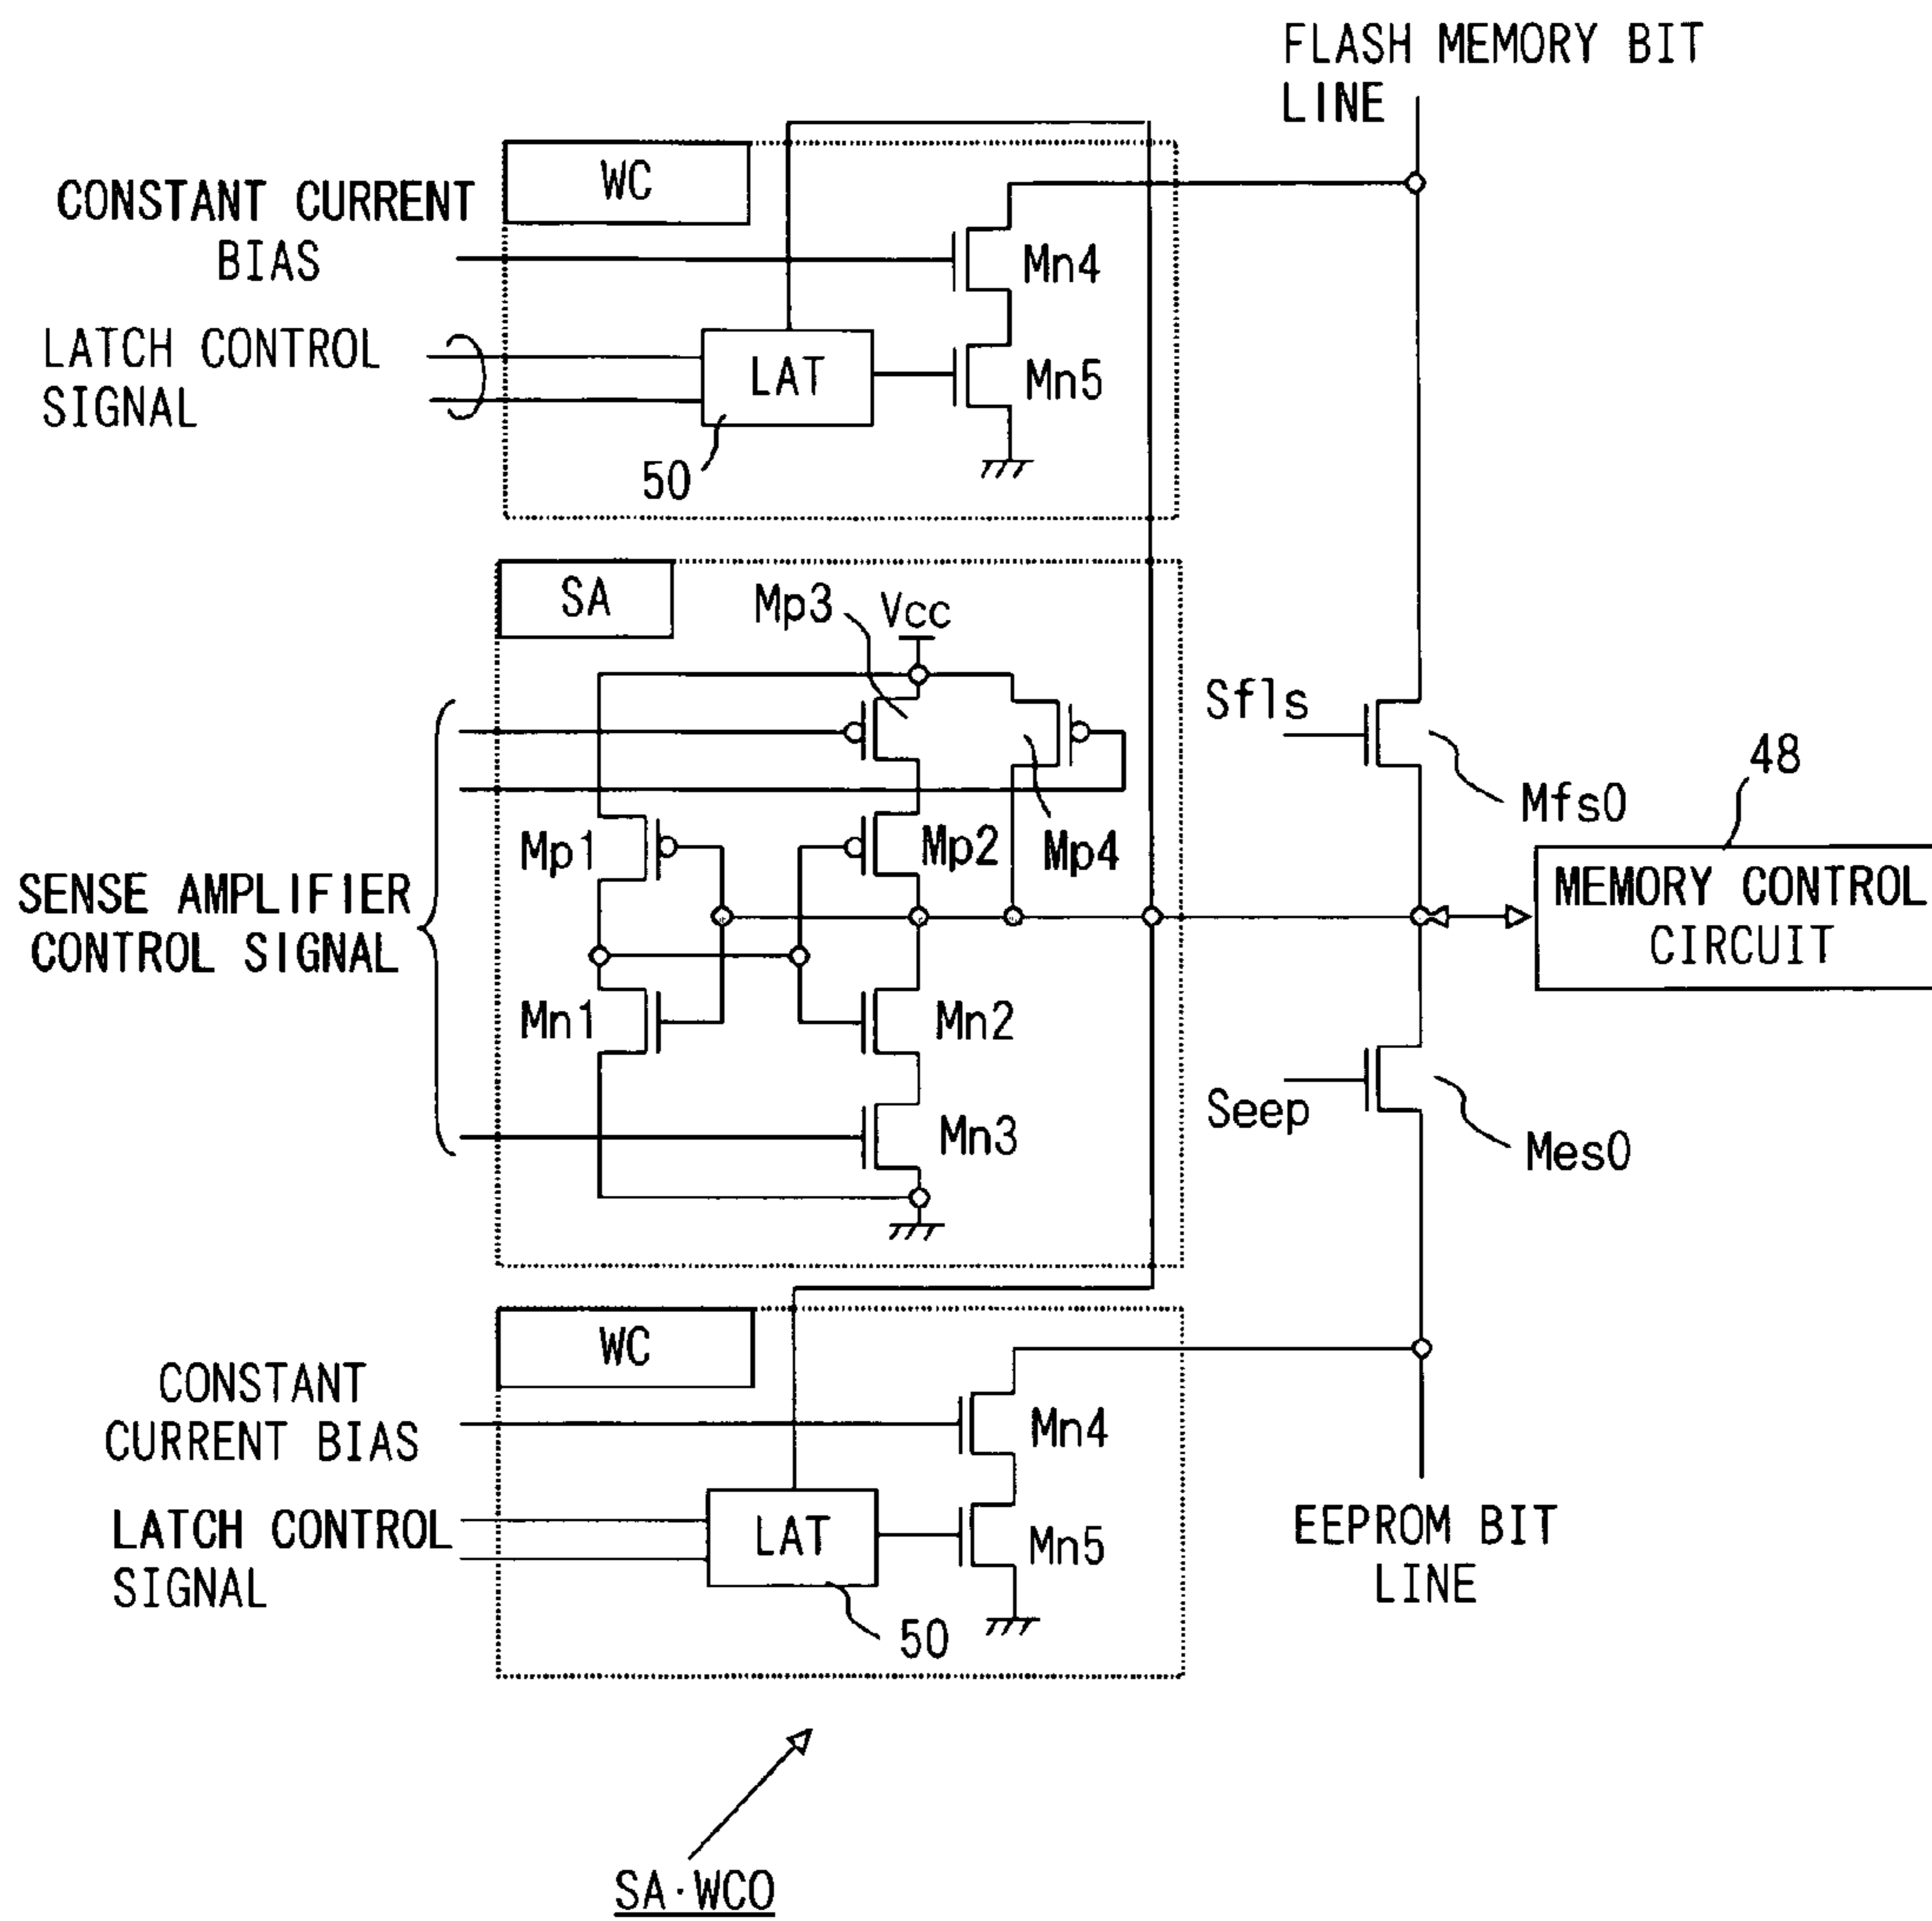 FLASH MEMORY BIT
LINE
WC
CONSTANT CURRENT
BIAS
Mn4
LATCH CONTROL
SIGNAL
LAT
Mn5
50
SA
Mp3
Vcc
Sfls
48
Mfs0
Mp1
Mp2
Mp4
MEMORY CONTROL
CIRCUIT
SENSE AMPLIFIER
CONTROL SIGNAL
Mn1
Mn2
Seep
Mn3
Mes0
WC
CONSTANT
CURRENT BIAS
Mn4
LATCH CONTROL
SIGNAL
LAT
Mn5
EEPROM BIT
LINE
50
SA·WCO